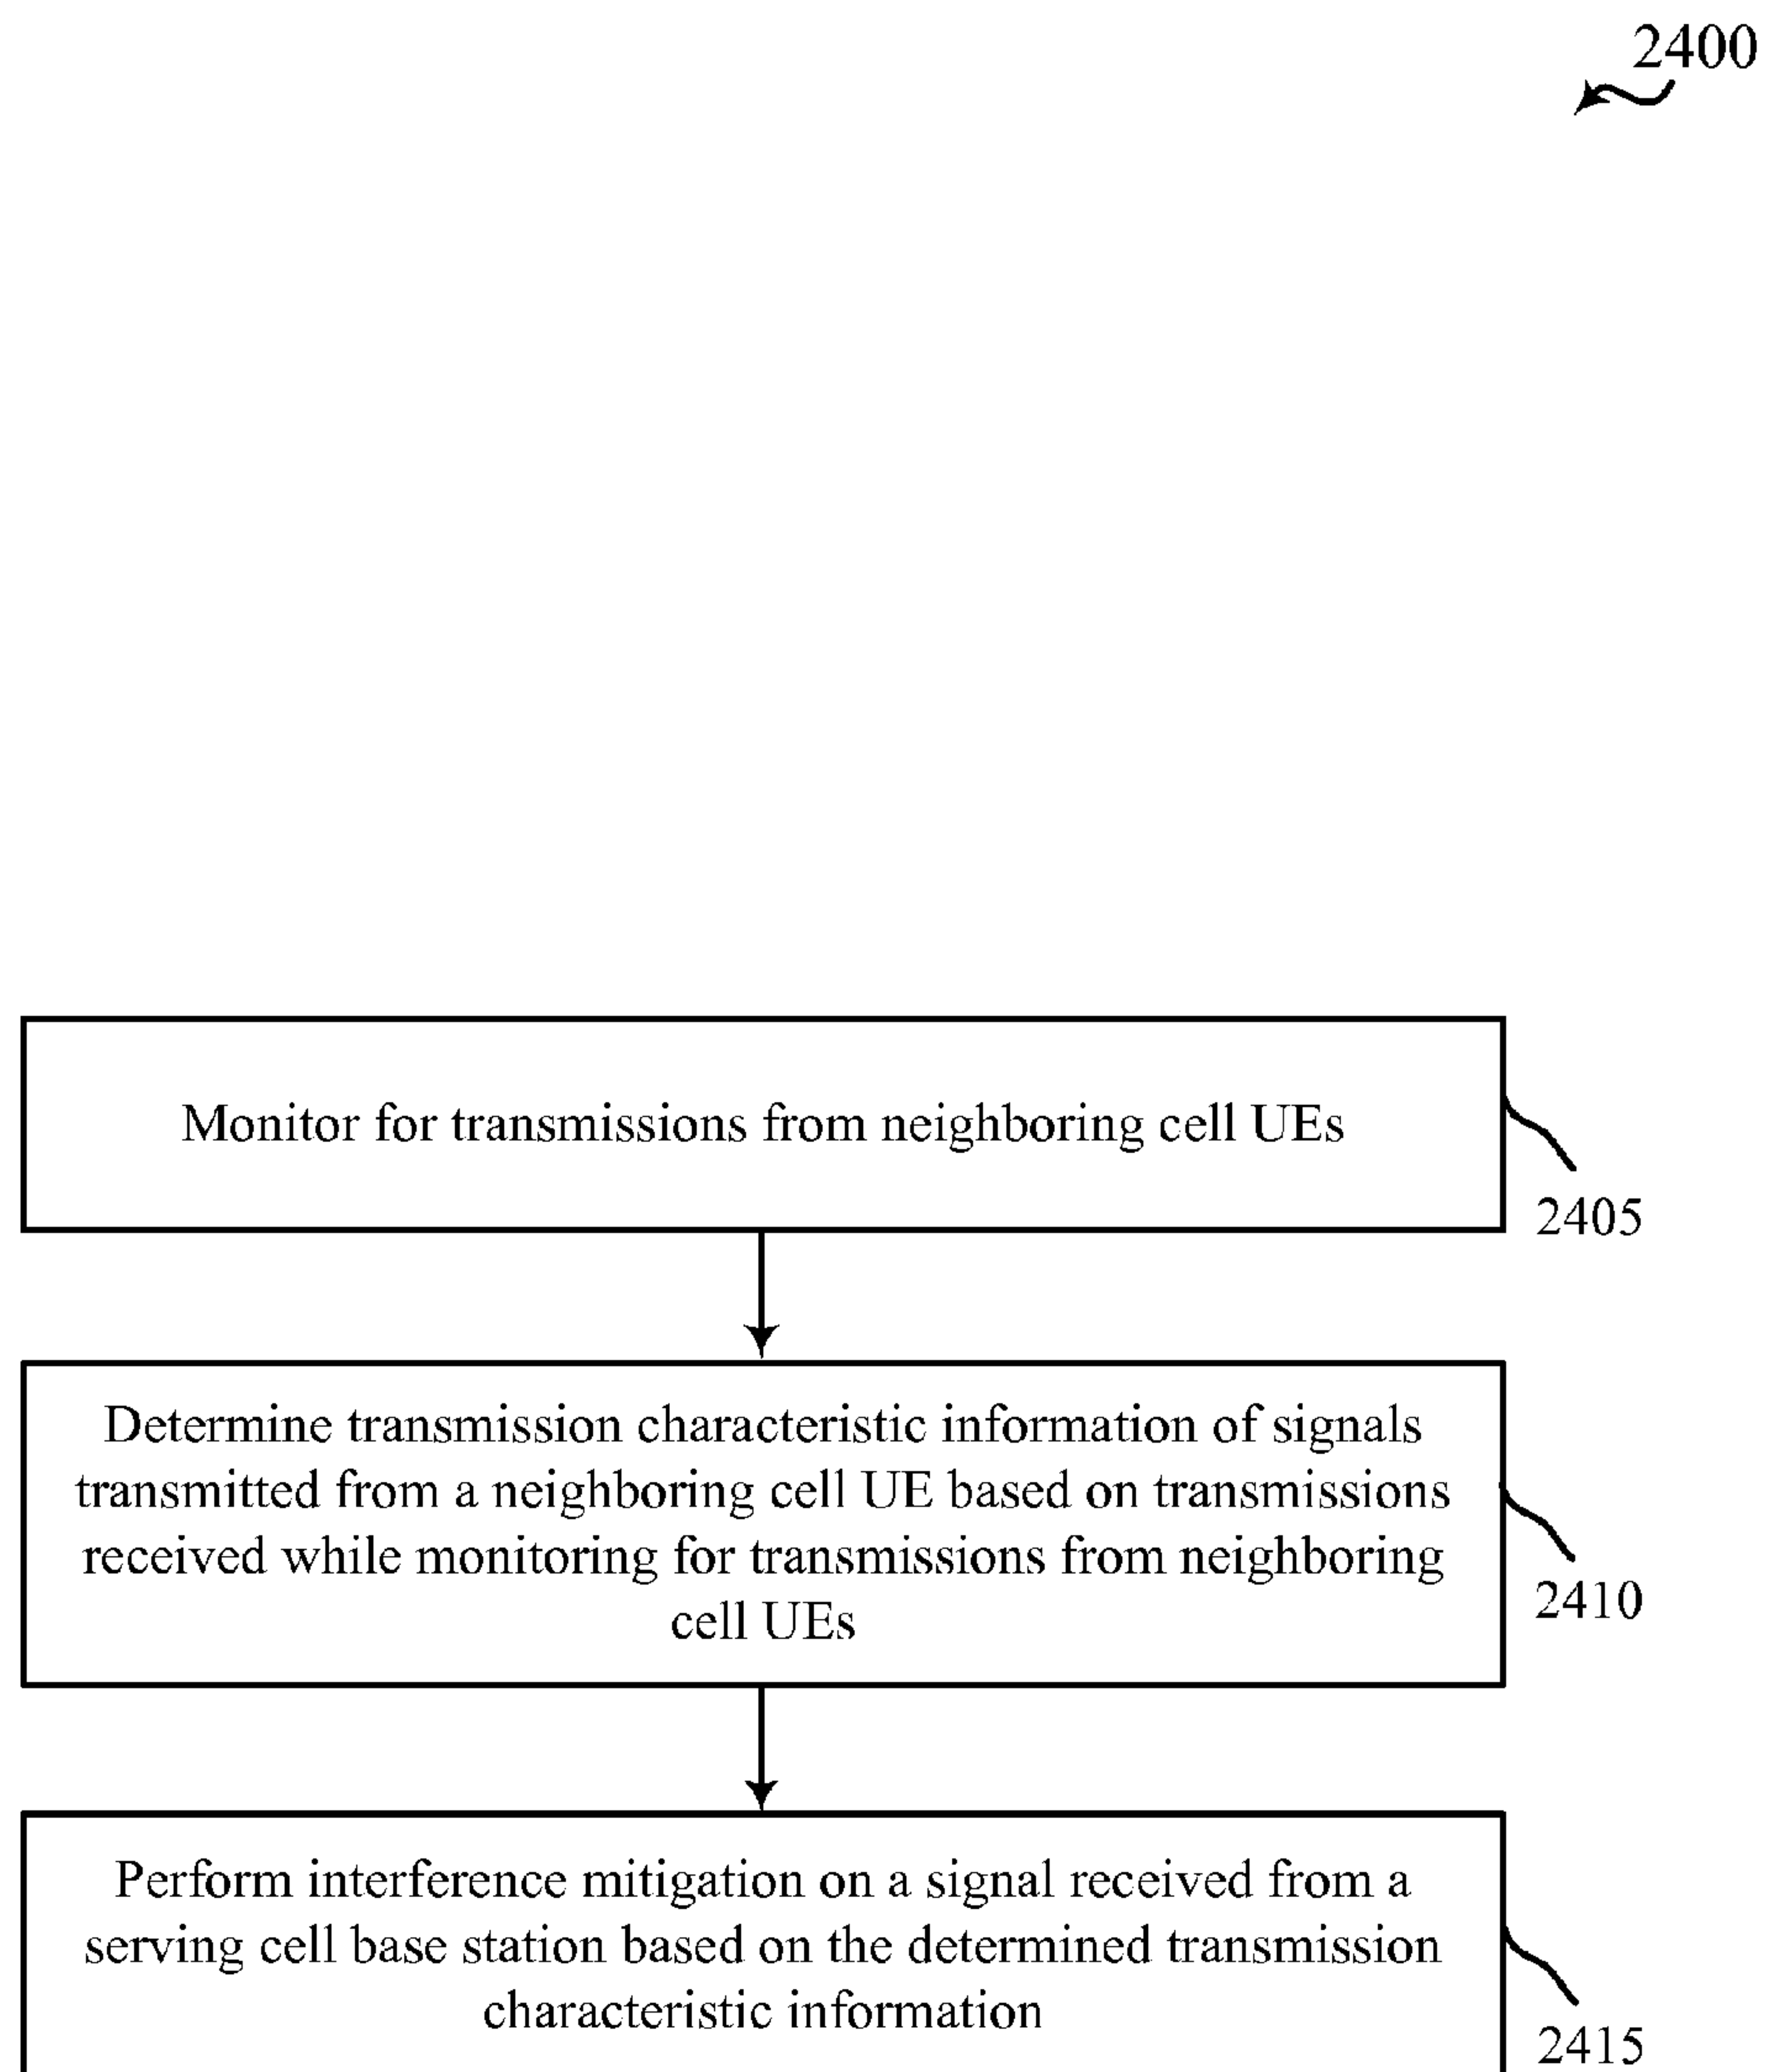 2400
Monitor for transmissions from neighboring cell UEs
2405
Determine transmission characteristic information of signals
transmitted from a neighboring cell UE based on transmissions
received while monitoring for transmissions from neighboring
cell UEs
2410
Perform interference mitigation on a signal received from a
serving cell base station based on the determined transmission
characteristic information
2415